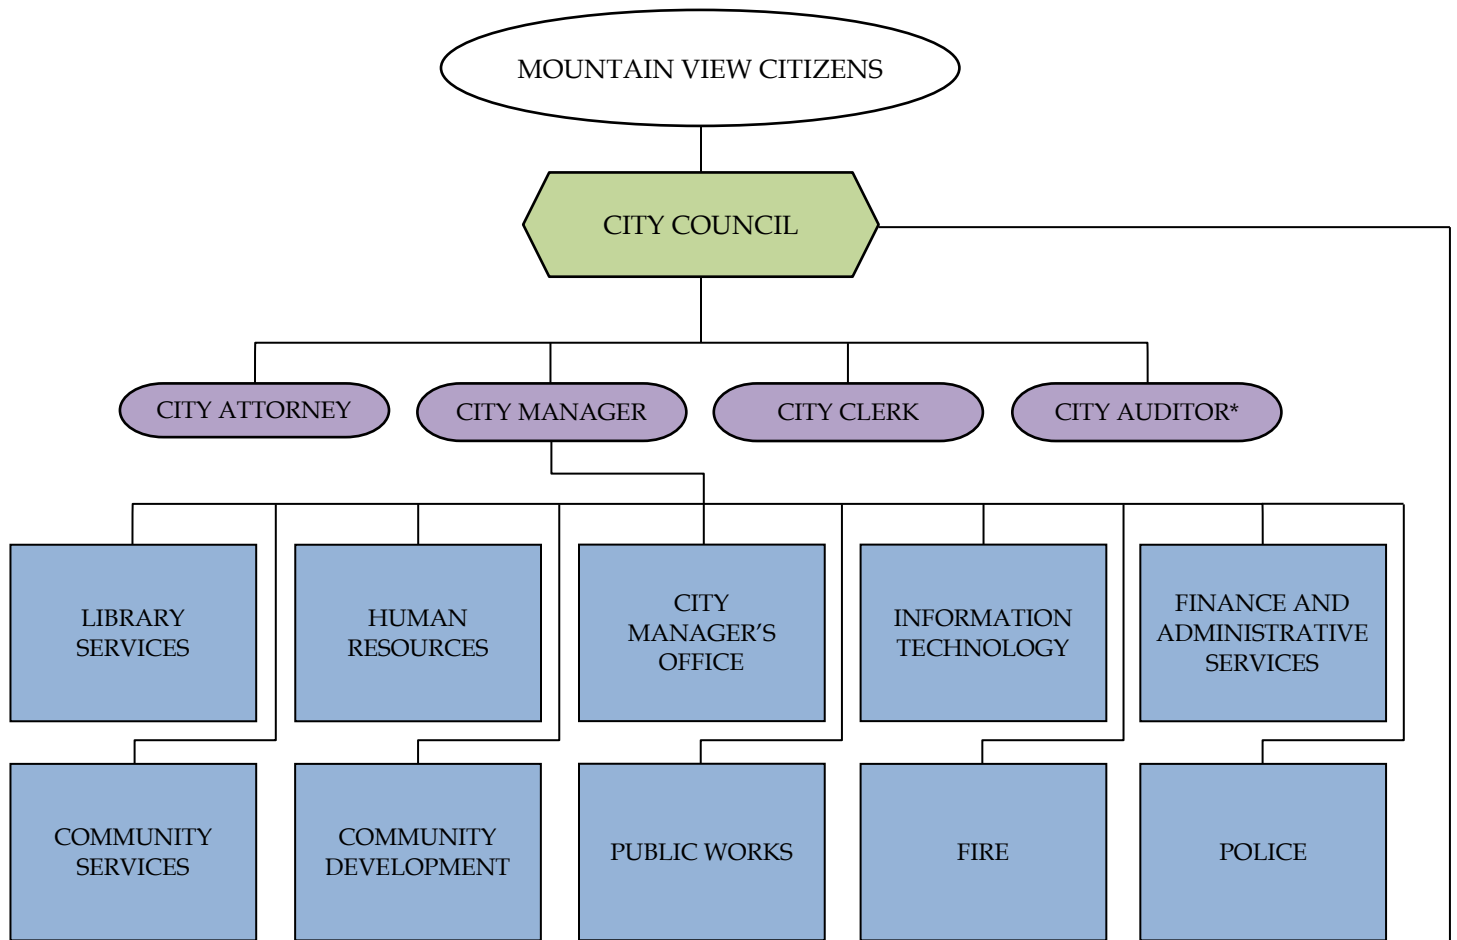 MOUNTAIN VIEW CITIZENS
CITY COUNCIL
CITY ATTORNEY
CITY MANAGER
CITY CLERK
CITY AUDITOR*
LIBRARY
SERVICES
HUMAN
RESOURCES
CITY
MANAGER’S
OFFICE
INFORMATION
TECHNOLOGY
FINANCE AND
ADMINISTRATIVE
SERVICES
COMMUNITY
SERVICES
COMMUNITY
DEVELOPMENT
PUBLIC WORKS
FIRE
POLICE